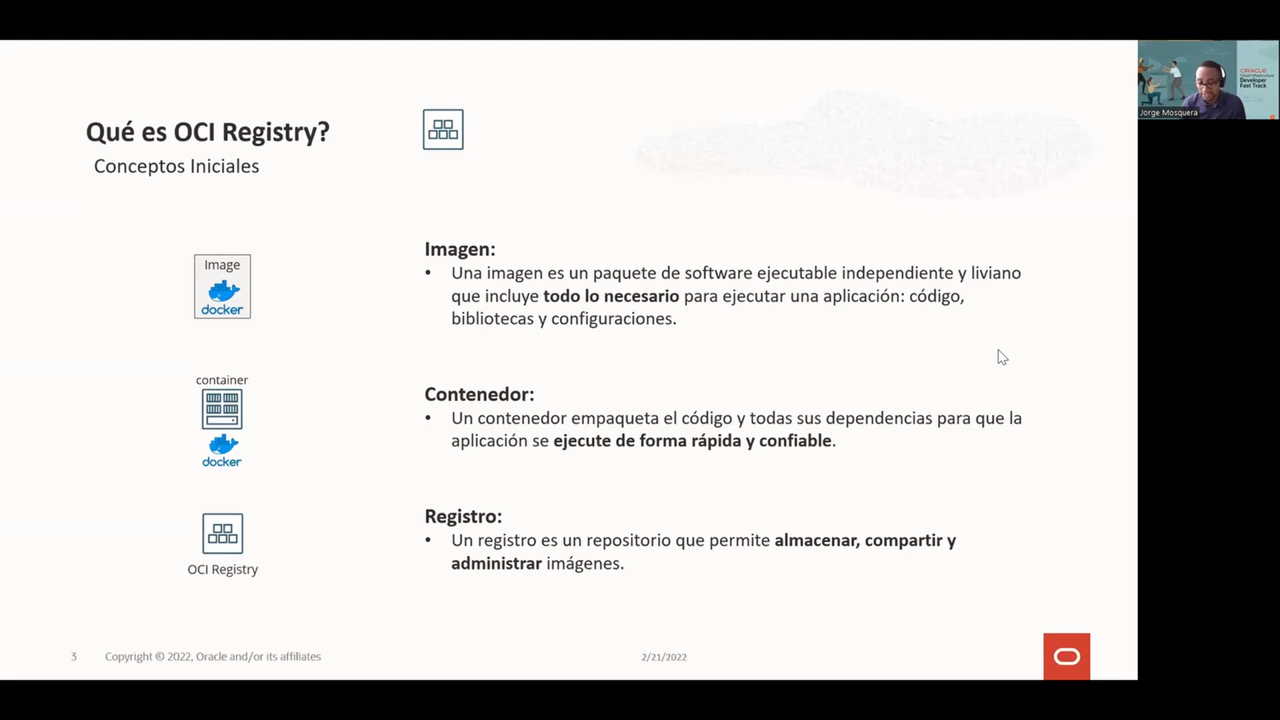 Qué es OCI Registry?
Conceptos Iniciales
Image
docker
Imagen:
• Una imagen es un paquete de software ejecutable independiente y liviano
que incluye todo lo necesario para ejecutar una aplicación: código,
bibliotecas y configuraciones.
container
docker
Contenedor:
• Un contenedor empaqueta el código y todas sus dependencias para que la
aplicación se ejecute de forma rápida y confiable.
OCI Registry
Registro:
• Un registro es un repositorio que permite almacenar, compartir y
administrar imágenes.
3 Copyright © 2022, Oracle and/or its affiliates
2/21/2022
ORACLE
Cloud Infrastructure
Developer
Fast Track
Jorge Mosquera